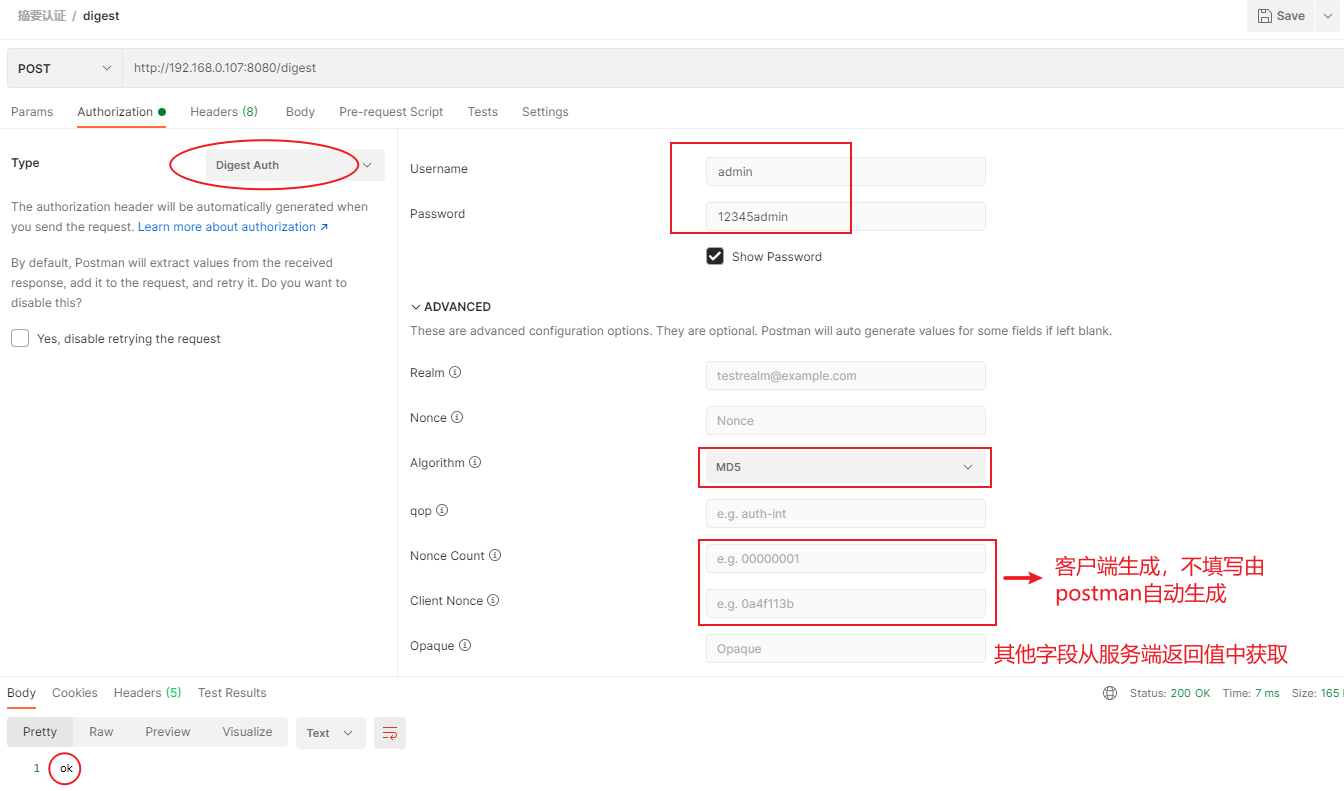 摘要认证 / digest
Save
POST http://192.168.0.107:8080/digest
Params Authorization Headers (8) Body Pre-request Script Tests Settings
Type Digest Auth
The authorization header will be automatically generated when
you send the request. Learn more about authorization ↗
By default, Postman will extract values from the received
response, add it to the request, and retry it. Do you want to
disable this?
Yes, disable retrying the request
Username admin
Password 12345admin
Show Password
ADVANCED
These are advanced configuration options. They are optional. Postman will auto generate values for some fields if left blank.
Realm testrealm@example.com
Nonce Nonce
Algorithm MD5
qop e.g. auth-int
Nonce Count e.g. 00000001
Client Nonce e.g. 0a4f113b
客户端生成，不填写由
postman自动生成
Opaque Opaque
其他字段从服务端返回值中获取
Body Cookies Headers (5) Test Results Status: 200 OK Time: 7 ms Size: 165
Pretty Raw Preview Visualize Text
1 ok